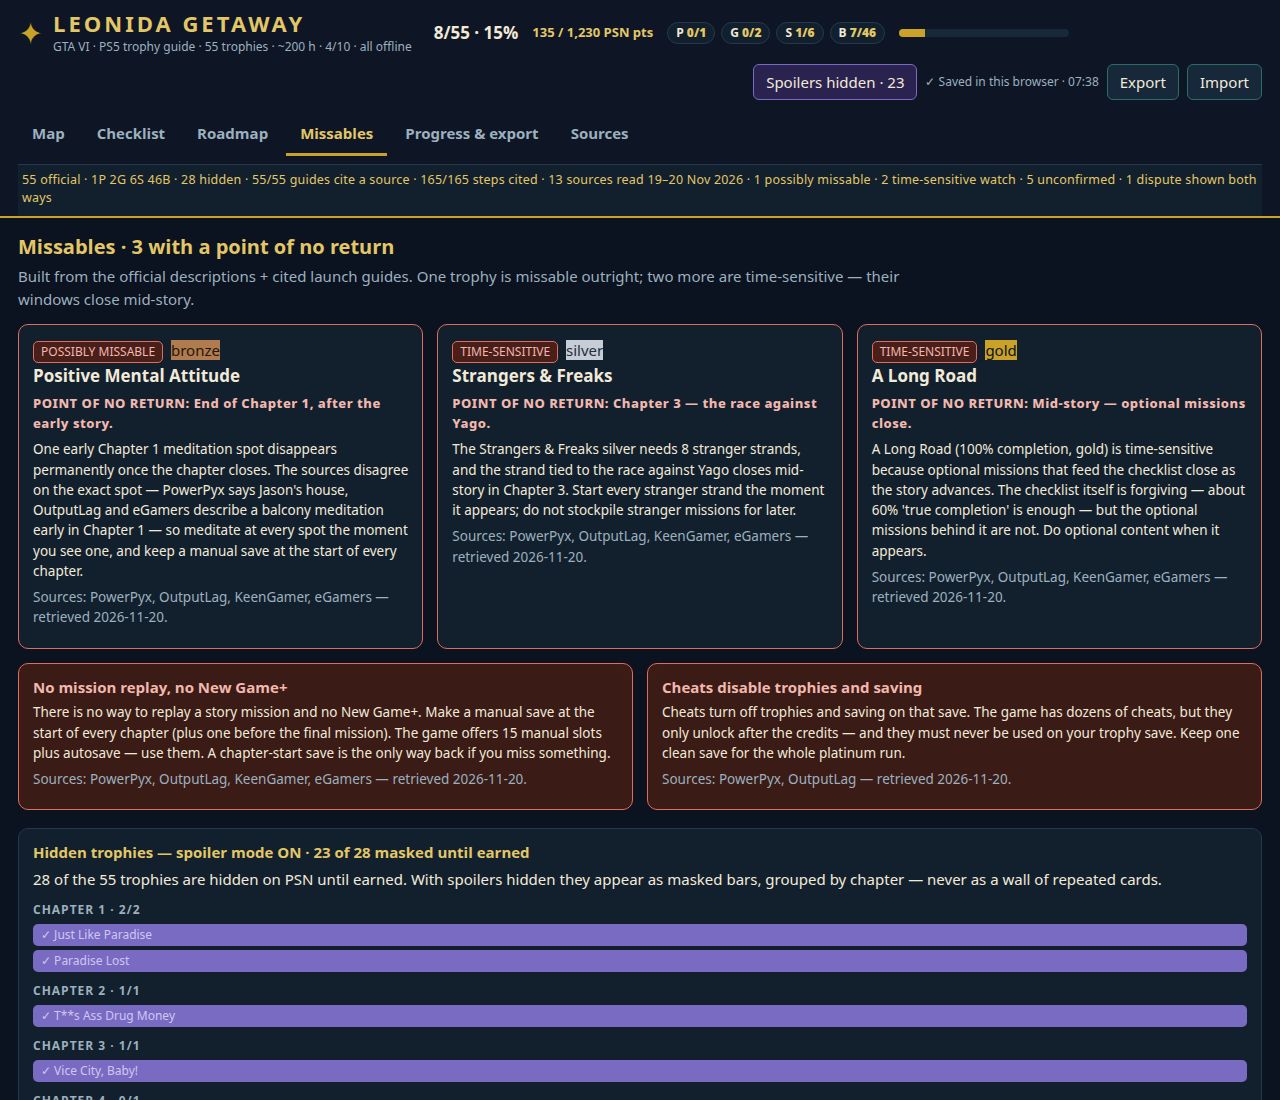 LEONIDA GETAWAY
GTA VI · PS5 trophy guide · 55 trophies · ~200 h · 4/10 · all offline
8/55 · 15%
135 / 1,230 PSN pts
P 0/1
G 0/2
S 1/6
B 7/46
Spoilers hidden · 23
✓ Saved in this browser · 07:38
Export
Import
Map
Checklist
Roadmap
Missables
Progress & export
Sources
55 official · 1P 2G 6S 46B · 28 hidden · 55/55 guides cite a source · 165/165 steps cited · 13 sources read 19–20 Nov 2026 · 1 possibly missable · 2 time-sensitive watch · 5 unconfirmed · 1 dispute shown both
ways
Missables · 3 with a point of no return
Built from the official descriptions + cited launch guides. One trophy is missable outright; two more are time-sensitive — their
windows close mid-story.
POSSIBLY MISSABLE bronze
Positive Mental Attitude
POINT OF NO RETURN: End of Chapter 1, after the
early story.
One early Chapter 1 meditation spot disappears
permanently once the chapter closes. The sources disagree
on the exact spot — PowerPyx says Jason's house,
OutputLag and eGamers describe a balcony meditation
early in Chapter 1 — so meditate at every spot the moment
you see one, and keep a manual save at the start of every
chapter.
Sources: PowerPyx, OutputLag, KeenGamer, eGamers —
retrieved 2026-11-20.
TIME-SENSITIVE silver
Strangers & Freaks
POINT OF NO RETURN: Chapter 3 — the race against
Yago.
The Strangers & Freaks silver needs 8 stranger strands,
and the strand tied to the race against Yago closes mid-
story in Chapter 3. Start every stranger strand the moment
it appears; do not stockpile stranger missions for later.
Sources: PowerPyx, OutputLag, KeenGamer, eGamers —
retrieved 2026-11-20.
TIME-SENSITIVE gold
A Long Road
POINT OF NO RETURN: Mid-story — optional missions
close.
A Long Road (100% completion, gold) is time-sensitive
because optional missions that feed the checklist close as
the story advances. The checklist itself is forgiving — about
60% 'true completion' is enough — but the optional
missions behind it are not. Do optional content when it
appears.
Sources: PowerPyx, OutputLag, KeenGamer, eGamers —
retrieved 2026-11-20.
No mission replay, no New Game+
There is no way to replay a story mission and no New Game+. Make a manual save at the
start of every chapter (plus one before the final mission). The game offers 15 manual slots
plus autosave — use them. A chapter-start save is the only way back if you miss something.
Sources: PowerPyx, OutputLag, KeenGamer, eGamers — retrieved 2026-11-20.
Cheats disable trophies and saving
Cheats turn off trophies and saving on that save. The game has dozens of cheats, but they
only unlock after the credits — and they must never be used on your trophy save. Keep one
clean save for the whole platinum run.
Sources: PowerPyx, OutputLag — retrieved 2026-11-20.
Hidden trophies — spoiler mode ON · 23 of 28 masked until earned
28 of the 55 trophies are hidden on PSN until earned. With spoilers hidden they appear as masked bars, grouped by chapter — never as a wall of repeated cards.
CHAPTER 1 · 2/2
✓ Just Like Paradise
✓ Paradise Lost
CHAPTER 2 · 1/1
✓ T**s Ass Drug Money
CHAPTER 3 · 1/1
✓ Vice City, Baby!
CHAPTER 4 · 0/1